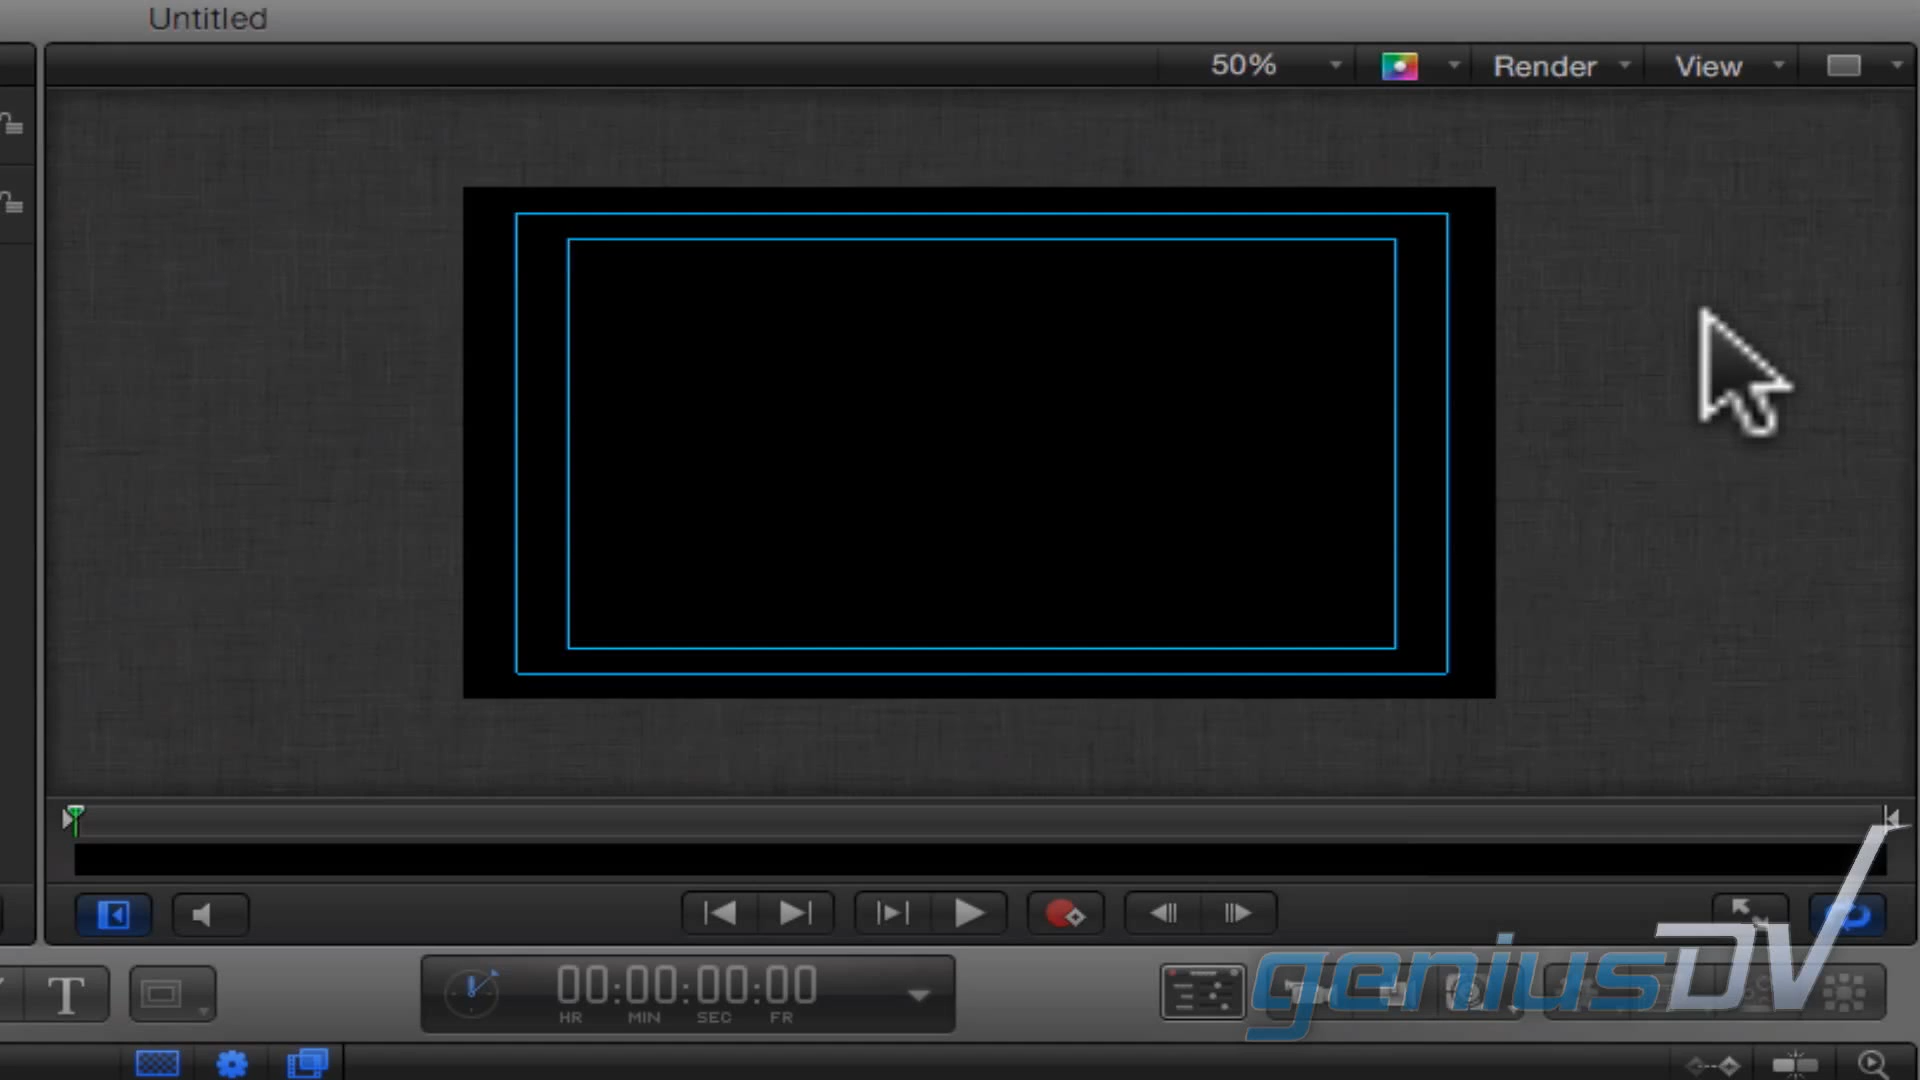 Untitled
50% Render View
T
00:00:00:00
HR MIN SEC FR
geniusDV